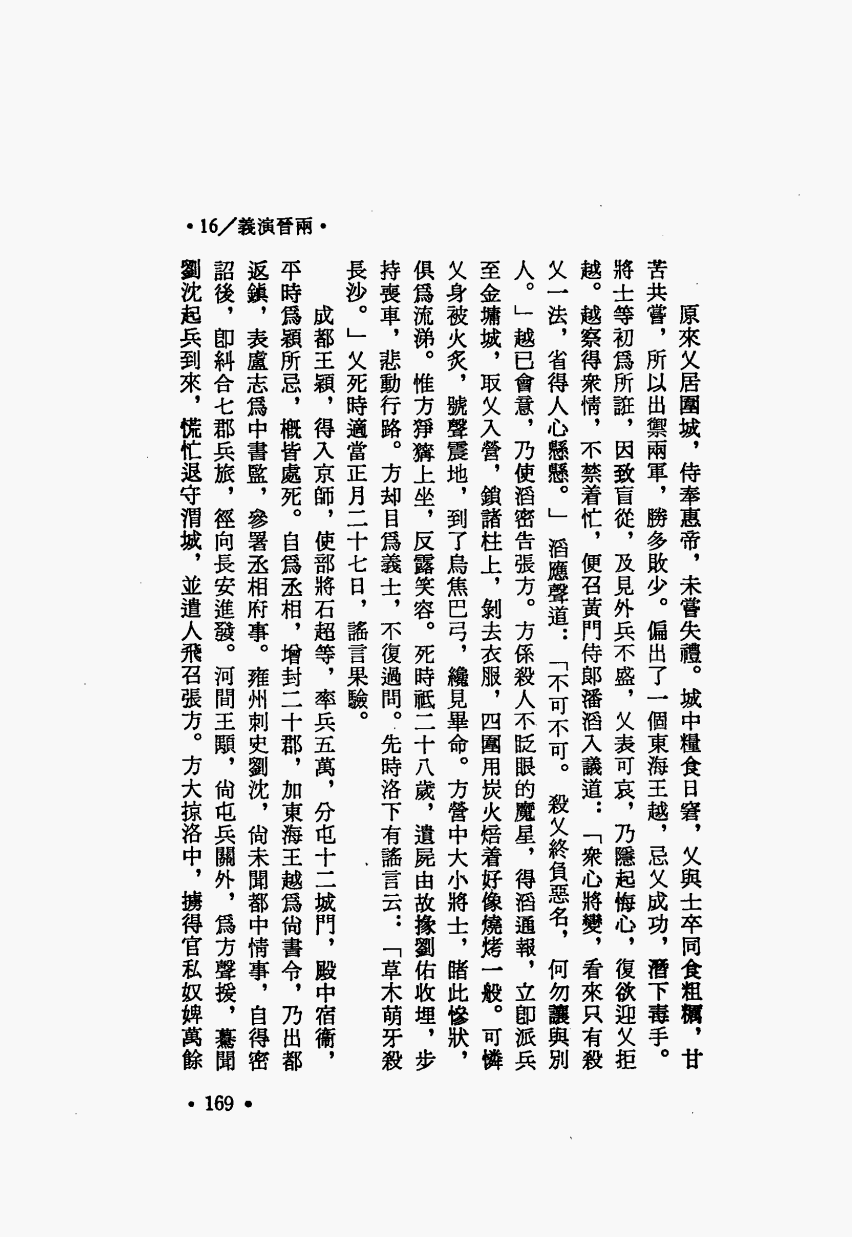 •兩晉演義／16•
原來乂居圍城，侍奉惠帝，未嘗失禮。城中糧食日窘，乂與士卒同食粗糲，甘
苦共嘗，所以出禦兩軍，勝多敗少。偏出了一個東海王越，忌乂成功，潛下毒手。
將士等初爲所誑，因致盲從，及見外兵不盛，乂表可哀，乃隱起悔心，復欲迎乂拒
越。越察得衆情，不禁着忙，便召黃門侍郎潘滔入議道：「衆心將變，看來只有殺
乂一法，省得人心懸懸。」滔應聲道：「不可不可。殺乂終負惡名，何勿讓與別
人。」越已會意，乃使滔密告張方。方係殺人不眨眼的魔星，得滔通報，立卽派兵
至金墉城，取乂入營，鎖諸柱上，剝去衣服，四圍用炭火焙着好像燒烤一般。可憐
乂身被火炙，號聲震地，到了烏焦巴弓，纔見畢命。方營中大小將士，睹此慘狀，
俱爲流涕。惟方猙獰上坐，反露笑容。死時祗二十八歲，遺屍由故掾劉佑收埋，步
持喪車，悲動行路。方却目爲義士，不復過問。先時洛下有謠言云：「草木萌牙殺
長沙。」乂死時適當正月二十七日，謠言果驗。
成都王穎，得入京師，使部將石超等，率兵五萬，分屯十二城門，殿中宿衞，
平時爲穎所忌，概皆處死。自爲丞相，增封二十郡，加東海王越爲尙書令，乃出都
返鎮，表盧志爲中書監，參署丞相府事。雍州刺史劉沈，尙未聞都中情事，自得密
詔後，卽糾合七郡兵旅，徑向長安進發。河間王顒，尙屯兵關外，爲方聲援，驀聞
劉沈起兵到來，慌忙退守渭城，並遣人飛召張方。方大掠洛中，擄得官私奴婢萬餘
•169•